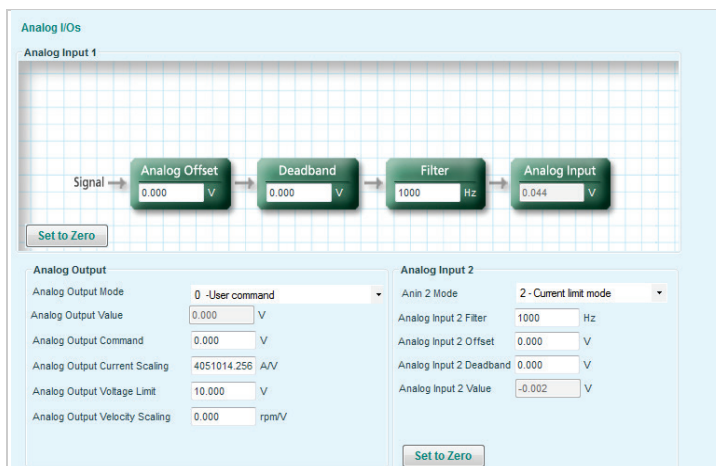 Analog I/Os
Analog Input 1
Signal
Analog Offset
0.000 V
Deadband
0.000 V
Filter
1000 Hz
Analog Input
0.044 V
Set to Zero
Analog Output
Analog Output Mode 0 -User command
Analog Output Value 0.000 V
Analog Output Command 0.000 V
Analog Output Current Scaling 4051014.256 A/V
Analog Output Voltage Limit 10.000 V
Analog Output Velocity Scaling 0.000 rpm/V
Analog Input 2
Anin 2 Mode 2 - Current limit mode
Analog Input 2 Filter 1000 Hz
Analog Input 2 Offset 0.000 V
Analog Input 2 Deadband 0.000 V
Analog Input 2 Value -0.002 V
Set to Zero